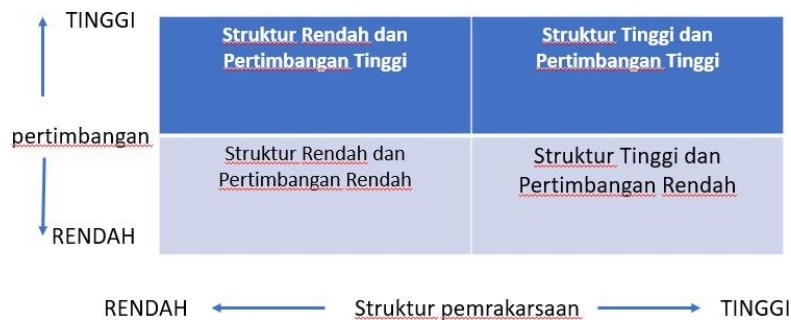 TINGGI
Struktur Rendah dan
Pertimbangan Tinggi
Struktur Tinggi dan
Pertimbangan Tinggi
pertimbangan
Struktur Rendah dan
Pertimbangan Rendah
Struktur Tinggi dan
Pertimbangan Rendah
RENDAH
RENDAH
Struktur pemrakarsaan
TINGGI